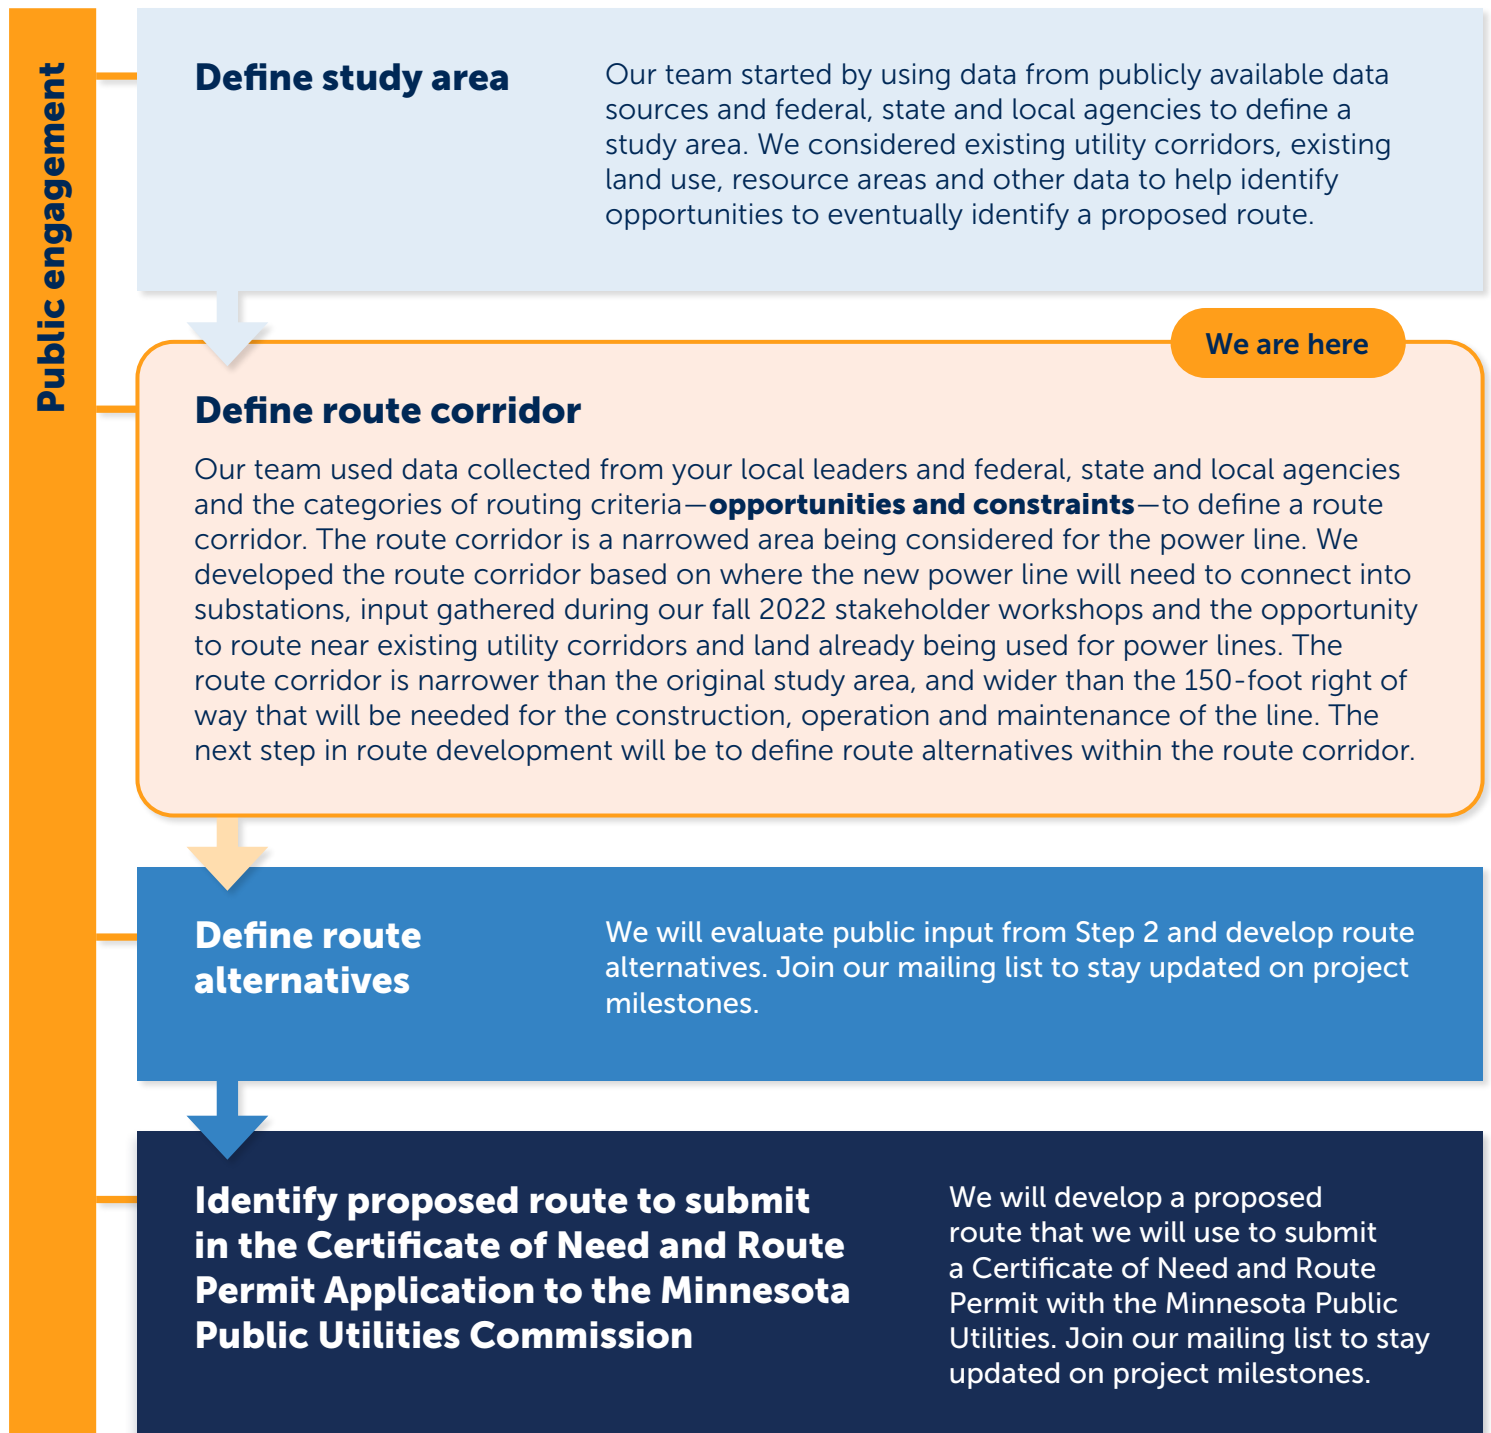 Public engagement
Define study area
Our team started by using data from publicly available data
sources and federal, state and local agencies to define a
study area. We considered existing utility corridors, existing
land use, resource areas and other data to help identify
opportunities to eventually identify a proposed route.
We are here
Define route corridor
Our team used data collected from your local leaders and federal, state and local agencies
and the categories of routing criteria—opportunities and constraints—to define a route
corridor. The route corridor is a narrowed area being considered for the power line. We
developed the route corridor based on where the new power line will need to connect into
substations, input gathered during our fall 2022 stakeholder workshops and the opportunity
to route near existing utility corridors and land already being used for power lines. The
route corridor is narrower than the original study area, and wider than the 150-foot right of
way that will be needed for the construction, operation and maintenance of the line. The
next step in route development will be to define route alternatives within the route corridor.
Define route
alternatives
We will evaluate public input from Step 2 and develop route
alternatives. Join our mailing list to stay updated on project
milestones.
Identify proposed route to submit
in the Certificate of Need and Route
Permit Application to the Minnesota
Public Utilities Commission
We will develop a proposed
route that we will use to submit
a Certificate of Need and Route
Permit with the Minnesota Public
Utilities. Join our mailing list to stay
updated on project milestones.